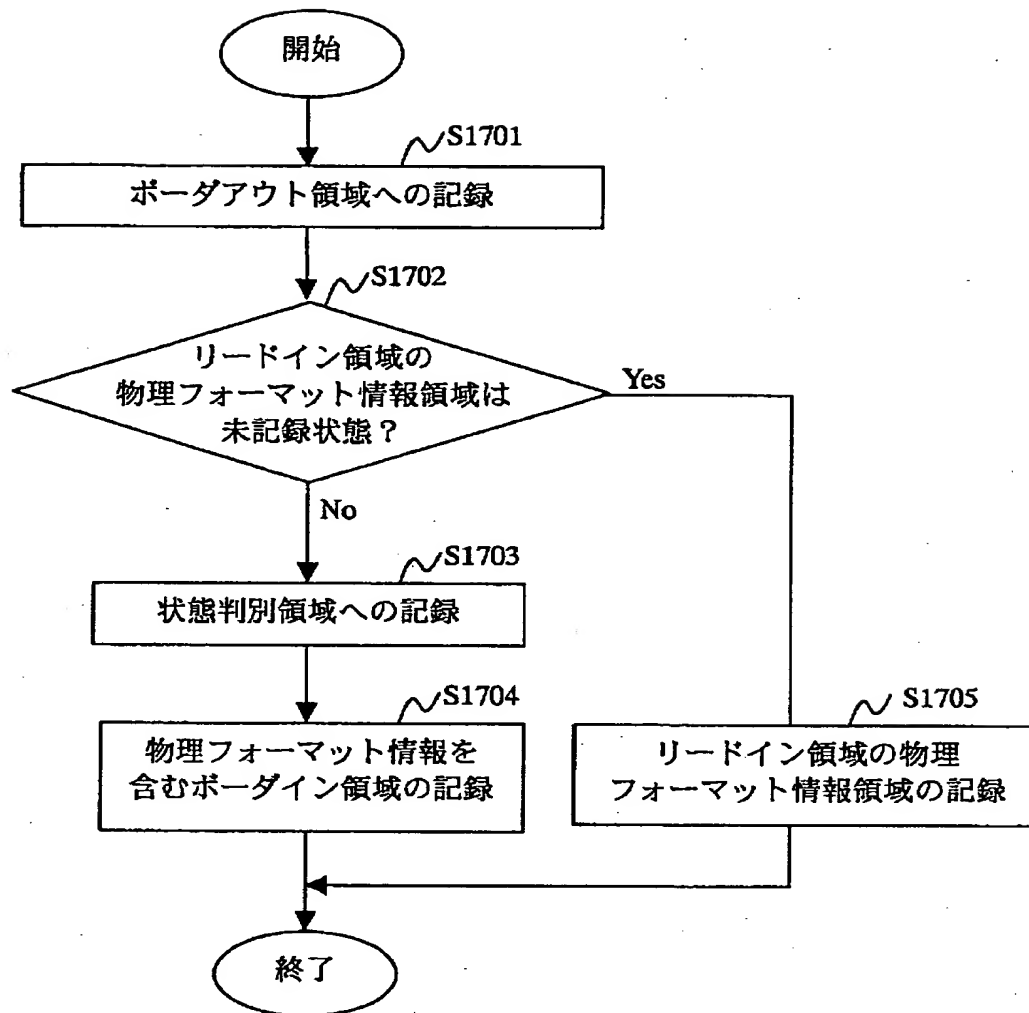 開始
S1701
ボーダアウト領域への記録
S1702
リードイン領域の
物理フォーマット情報領域は
未記録状態？
Yes
No
S1703
状態判別領域への記録
S1704
物理フォーマット情報を
含むボーダイン領域の記録
S1705
リードイン領域の物理
フォーマット情報領域の記録
終了